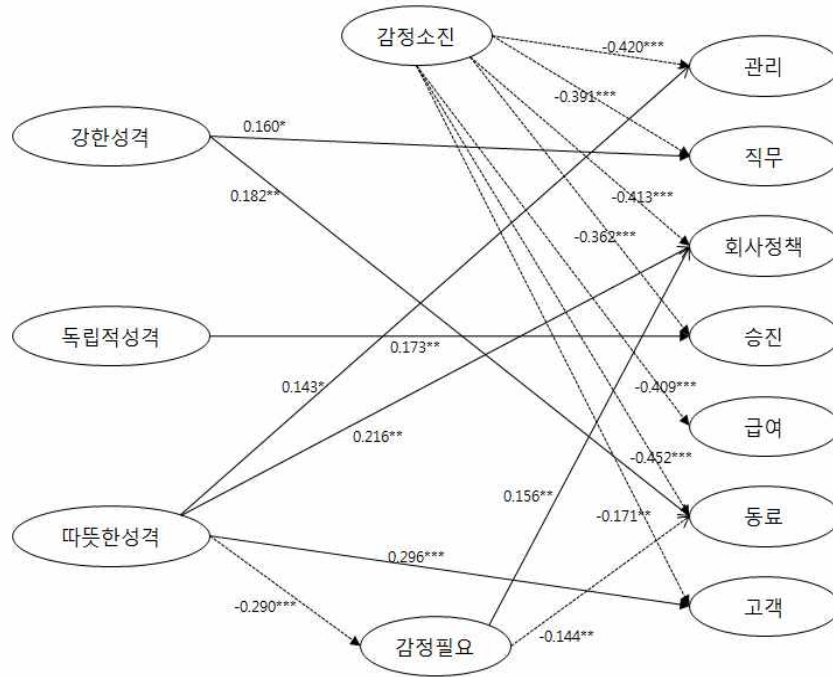 감정소진
-0.420***
관리
-0.391***
강한성격
0.160*
직무
0.182**
-0.413***
-0.362***
회사정책
독립적성격
0.173**
승진
0.143*
-0.409***
급여
0.216**
-0.452***
0.156**
동료
-0.171**
따뜻한성격
0.296***
고객
-0.290***
감정필요
-0.144**